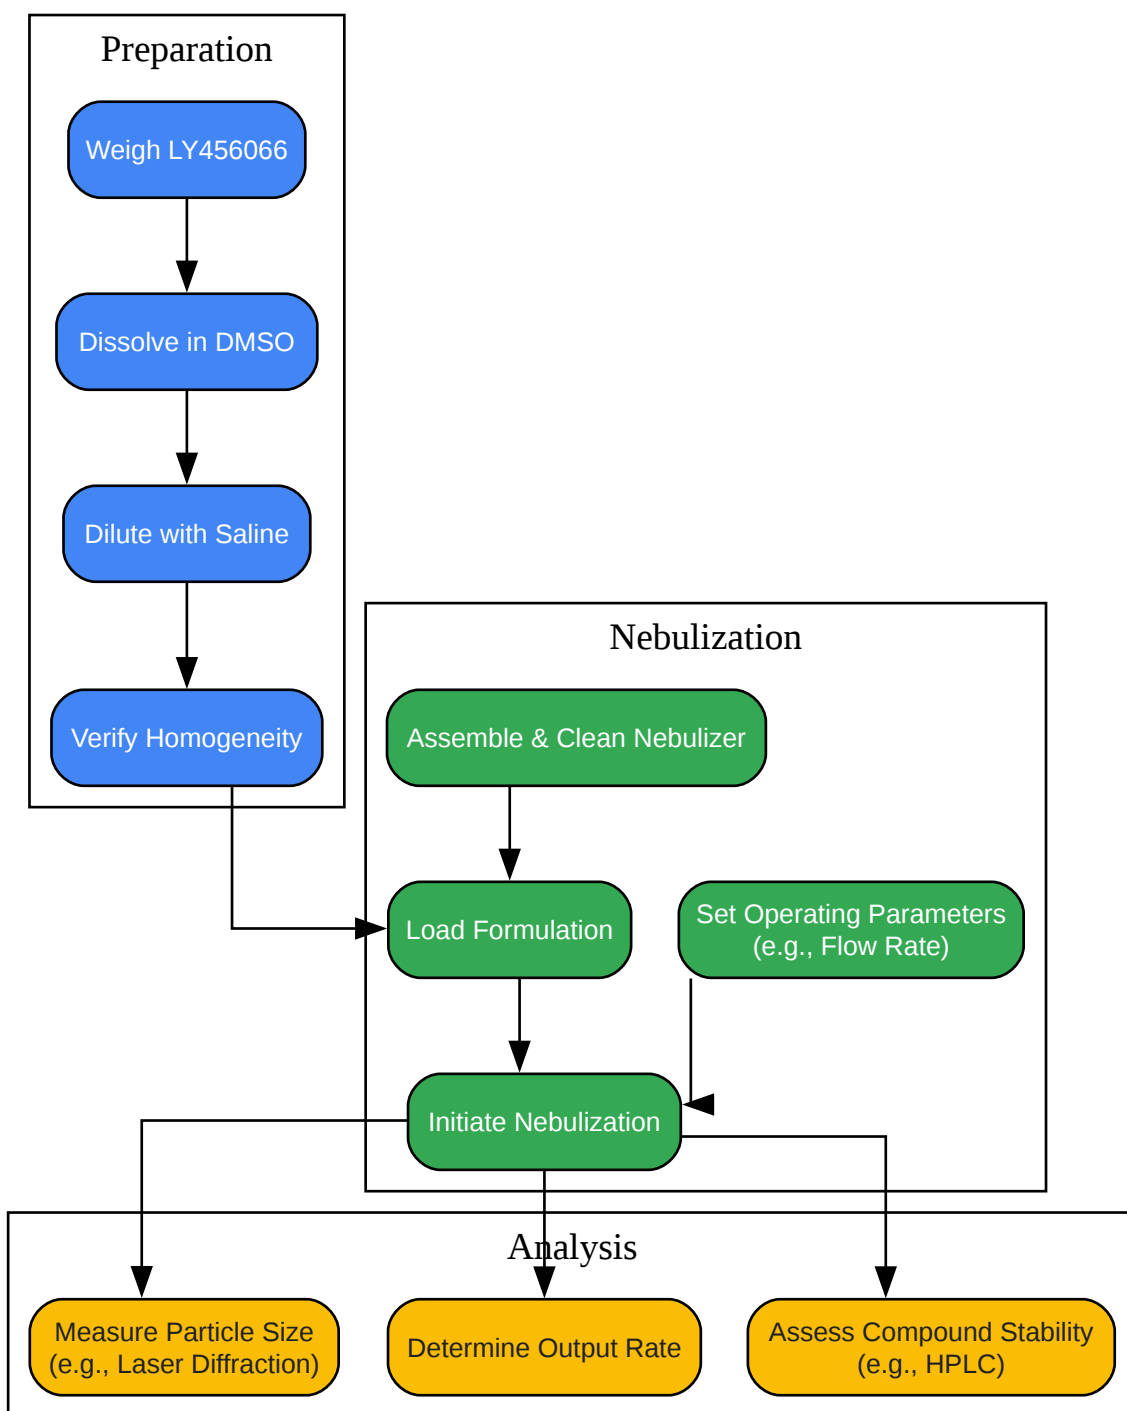 Preparation
Weigh LY456066
Dissolve in DMSO
Dilute with Saline
Verify Homogeneity
Nebulization
Assemble & Clean Nebulizer
Load Formulation
Set Operating Parameters
(e.g., Flow Rate)
Initiate Nebulization
Analysis
Measure Particle Size
(e.g., Laser Diffraction)
Determine Output Rate
Assess Compound Stability
(e.g., HPLC)